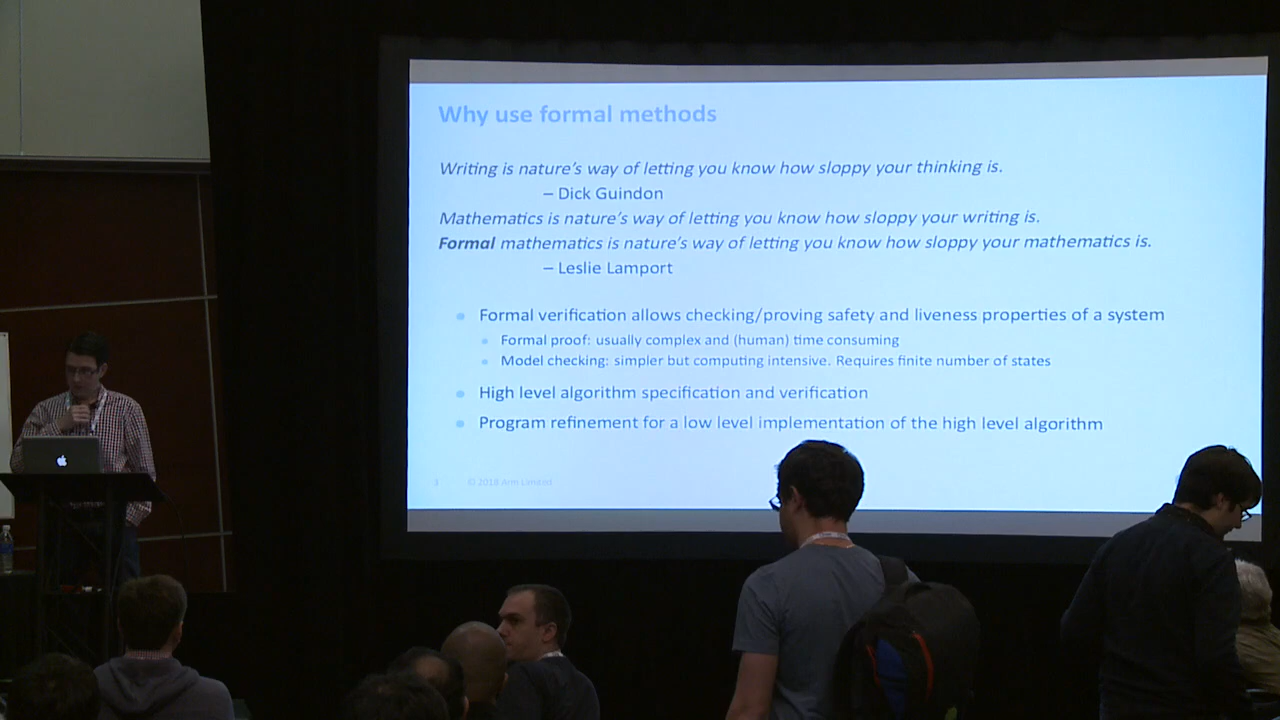 Why use formal methods
Writing is nature's way of letting you know how sloppy your thinking is.
– Dick Guindon
Mathematics is nature's way of letting you know how sloppy your writing is.
Formal mathematics is nature's way of letting you know how sloppy your mathematics is.
– Leslie Lamport
Formal verification allows checking/proving safety and liveness properties of a system
Formal proof: usually complex and (human) time consuming
Model checking: simpler but computing intensive. Requires finite number of states
High level algorithm specification and verification
Program refinement for a low level implementation of the high level algorithm
3 © 2018 Arm Limited